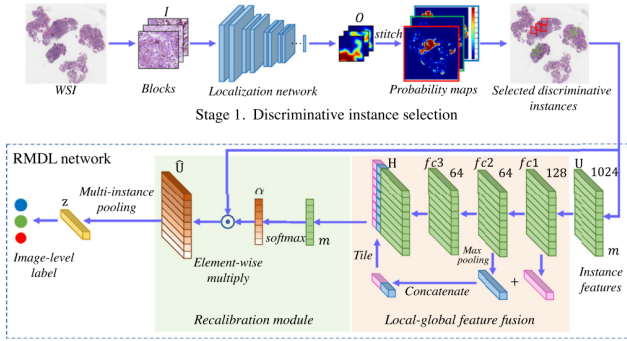 I
O
stitch
WSI
Blocks
Localization network
Probability maps
Selected discriminative
instances
Stage 1. Discriminative instance selection
RMDL network
Û
H
fc3
64
fc2
64
fc1
128
U
1024
Multi-instance
pooling
z
α
softmax
m
m
Image-level
label
Element-wise
multiply
Tile
Max
pooling
+
Concatenate
Instance
features
Recalibration module
Local-global feature fusion